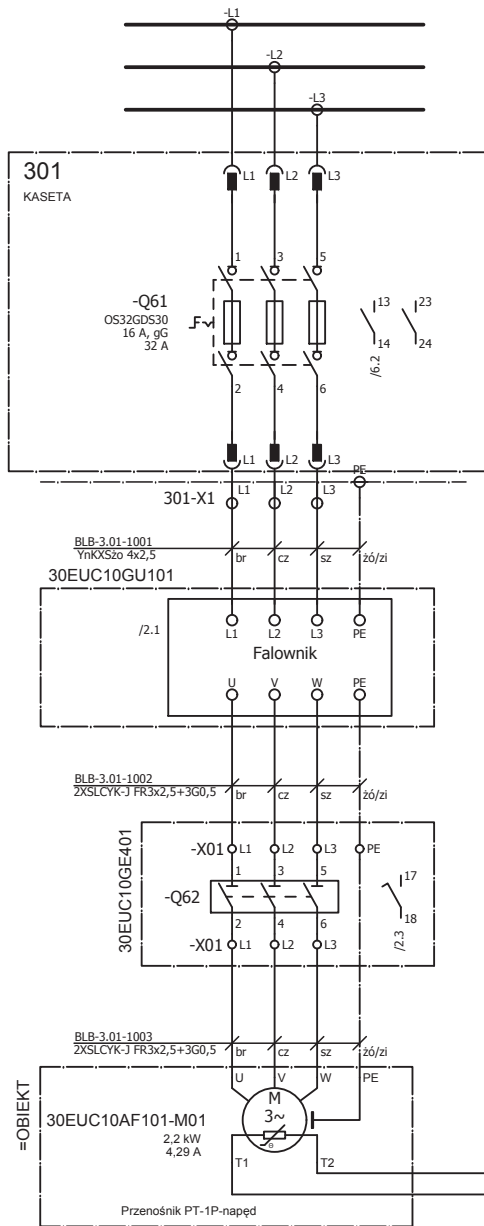 -L1
-L2
-L3
301
KASETA
L1 L2 L3
1 3 5
-Q61
OS32GDS30
16 A, gG
32 A
13 23
14 24
/6.2
2 4 6
L1 L2 L3
PE
301-X1
L1 L2 L3
BLB-3.01-1001
YnKXSżo 4x2,5
br cz sz żó/zi
30EUC10GU101
/2.1
L1 L2 L3 PE
Falownik
U V W PE
BLB-3.01-1002
2XSLCYK-J FR3x2,5+3G0,5
br cz sz żó/zi
30EUC10GE401
-X01 L1 L2 L3 PE
1 3 5
-Q62
17
18
/2.3
2 4 6
-X01 L1 L2 L3
BLB-3.01-1003
2XSLCYK-J FR3x2,5+3G0,5
br cz sz żó/zi
=OBIEKT
U V W PE
30EUC10AF101-M01
M
3~
2,2 kW
4,29 A
T1 T2
Przenośnik PT-1P-napęd